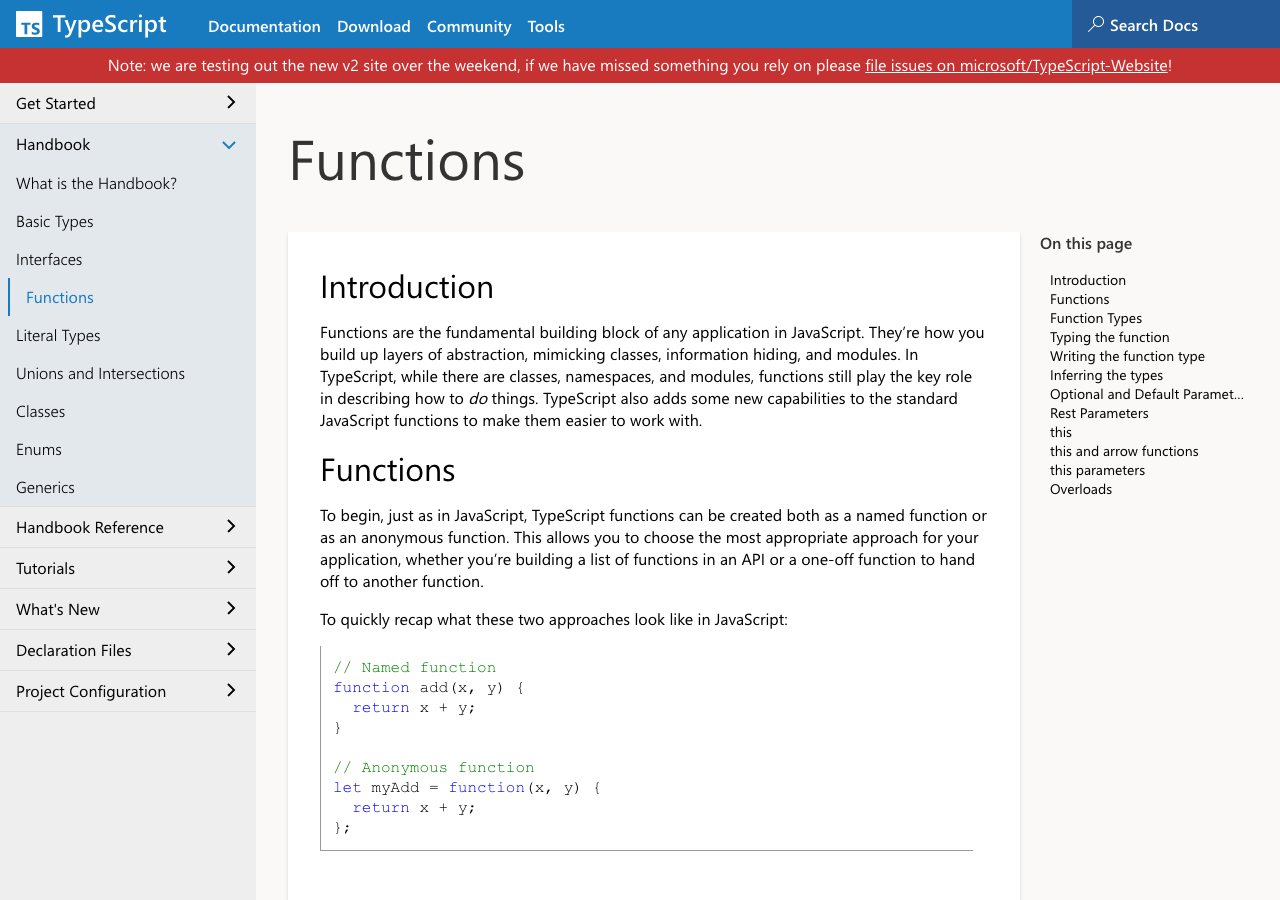 TS TypeScript
Documentation Download Community Tools
Search Docs
Note: we are testing out the new v2 site over the weekend, if we have missed something you rely on please file issues on microsoft/TypeScript-Website!
Get Started
Handbook
What is the Handbook?
Basic Types
Interfaces
Functions
Literal Types
Unions and Intersections
Classes
Enums
Generics
Handbook Reference
Tutorials
What's New
Declaration Files
Project Configuration
Functions
Introduction
Functions are the fundamental building block of any application in JavaScript. They’re how you
build up layers of abstraction, mimicking classes, information hiding, and modules. In
TypeScript, while there are classes, namespaces, and modules, functions still play the key role
in describing how to do things. TypeScript also adds some new capabilities to the standard
JavaScript functions to make them easier to work with.
Functions
To begin, just as in JavaScript, TypeScript functions can be created both as a named function or
as an anonymous function. This allows you to choose the most appropriate approach for your
application, whether you’re building a list of functions in an API or a one-off function to hand
off to another function.
To quickly recap what these two approaches look like in JavaScript:
// Named function
function add(x, y) {
  return x + y;
}
// Anonymous function
let myAdd = function(x, y) {
  return x + y;
};
On this page
Introduction
Functions
Function Types
Typing the function
Writing the function type
Inferring the types
Optional and Default Paramet...
Rest Parameters
this
this and arrow functions
this parameters
Overloads